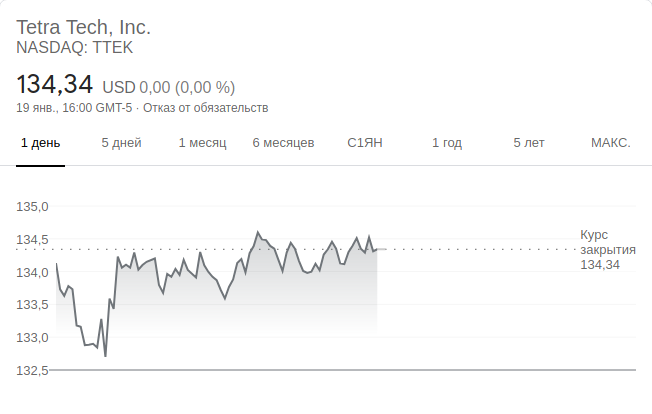 Tetra Tech, Inc.
NASDAQ: TTEK
134,34 USD 0,00 (0,00 %)
19 янв., 16:00 GMT-5 · Отказ от обязательств
1 день 5 дней 1 месяц 6 месяцев С1ЯН 1 год 5 лет МАКС.
135,0
134,5
134,0
133,5
133,0
132,5
Курс
закрытия
134,34